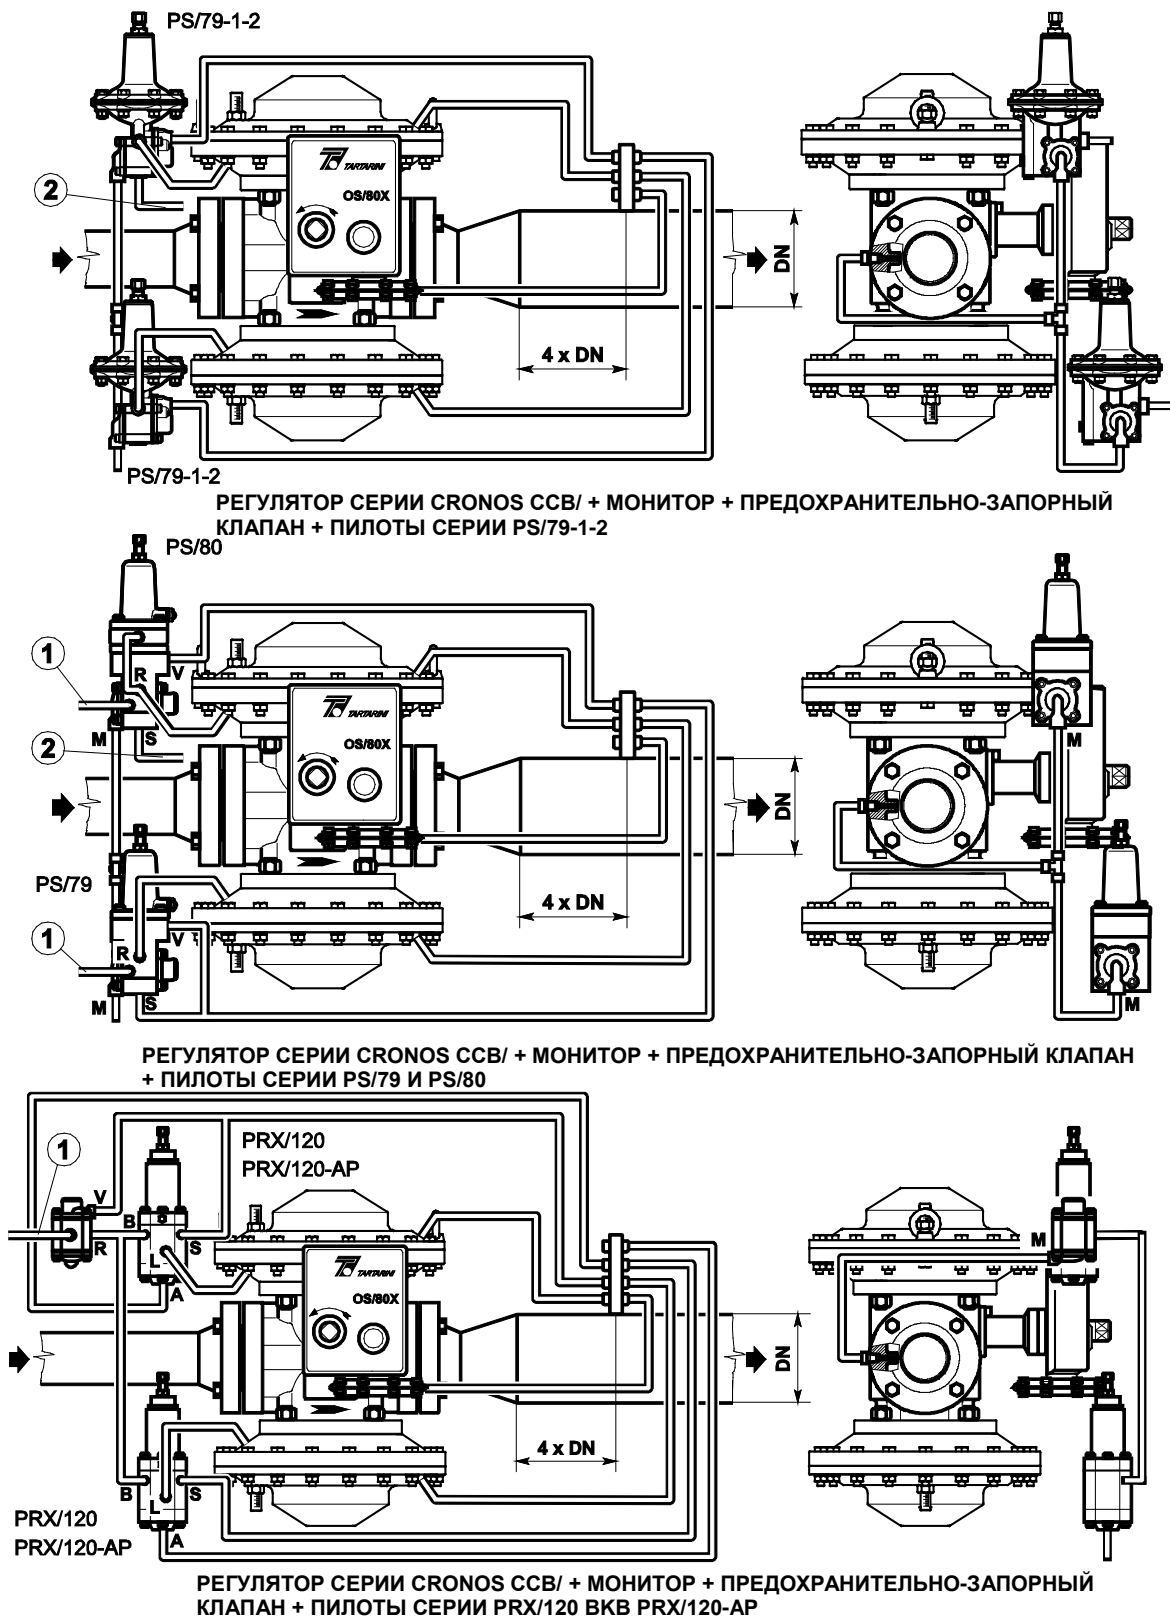 PS/79-1-2
TARTARINI
OS/80X
2
DN
4 x DN
PS/79-1-2
РЕГУЛЯТОР СЕРИИ CRONOS CCB/ + МОНИТОР + ПРЕДОХРАНИТЕЛЬНО-ЗАПОРНЫЙ
КЛАПАН + ПИЛОТЫ СЕРИИ PS/79-1-2
PS/80
1
R
V
TARTARINI
M
S
M
OS/80X
2
DN
PS/79
4 x DN
1
V
R
M
S
M
РЕГУЛЯТОР СЕРИИ CRONOS CCB/ + МОНИТОР + ПРЕДОХРАНИТЕЛЬНО-ЗАПОРНЫЙ КЛАПАН
+ ПИЛОТЫ СЕРИИ PS/79 И PS/80
1
PRX/120
PRX/120-AP
V
B
R
S
M
L
TARTARINI
A
OS/80X
DN
4 x DN
B
S
L
PRX/120
PRX/120-AP
A
РЕГУЛЯТОР СЕРИИ CRONOS CCB/ + МОНИТОР + ПРЕДОХРАНИТЕЛЬНО-ЗАПОРНЫЙ
КЛАПАН + ПИЛОТЫ СЕРИИ PRX/120 BKB PRX/120-AP